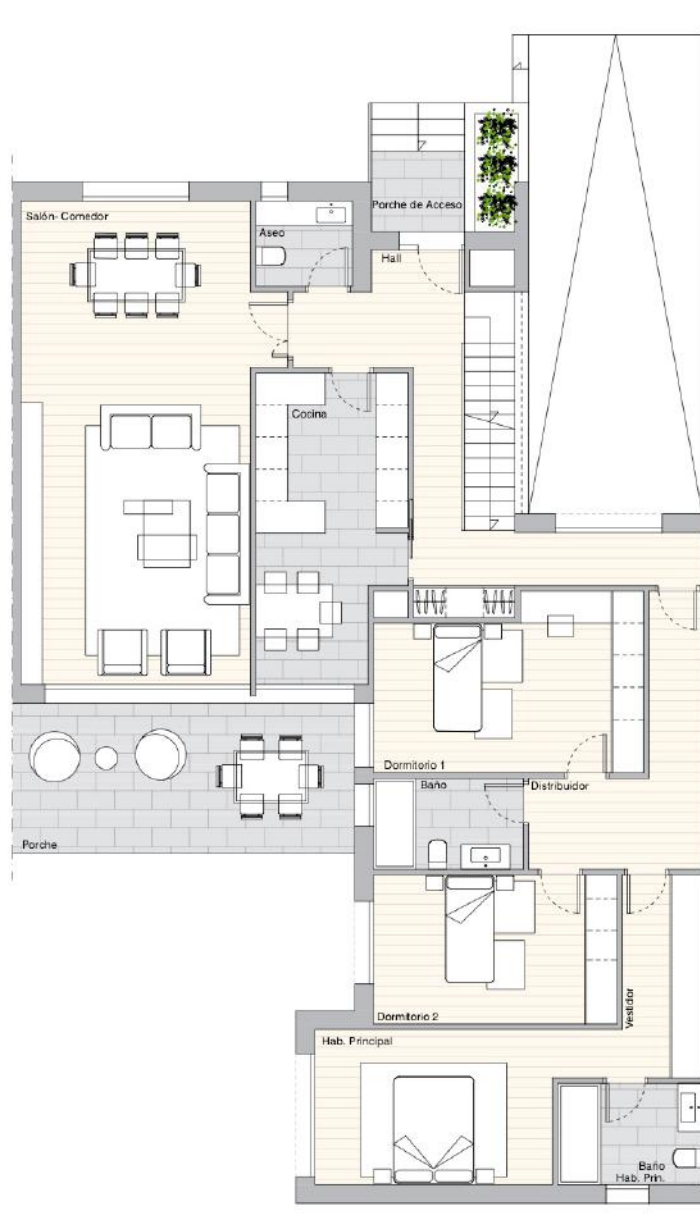 Porche de Acceso
Salón- Comedor
Aseo
Hall
Cocina
Dormitorio 1
Baño
Distribuidor
Porche
Dormitorio 2
Vestidor
Hab. Principal
Baño
Hab. Prin.